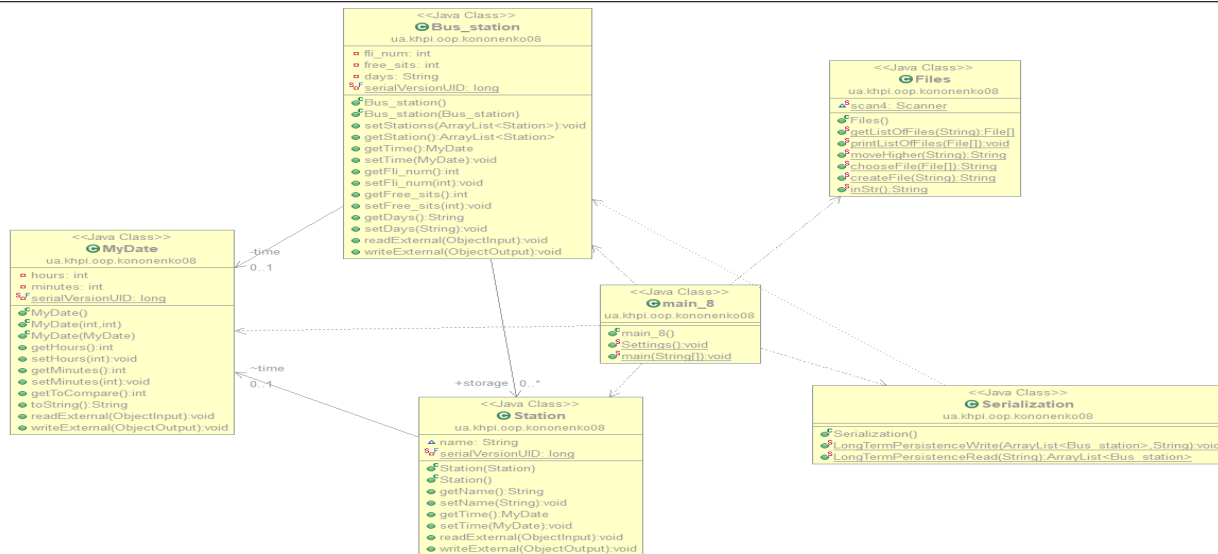 <<Java Class>>
Bus_station
ua.khpi.oop.kononenko08
fli_num: int
free_sits: int
days: String
serialVersionUID: long
Bus_station()
Bus_station(Bus_station)
setStations(ArrayList<Station>):void
getStation():ArrayList<Station>
getTime():MyDate
setTime(MyDate):void
getFli_num():int
setFli_num(int):void
getFree_sits():int
setFree_sits(int):void
getDays():String
setDays(String):void
readExternal(ObjectInput):void
writeExternal(ObjectOutput):void
<<Java Class>>
Files
ua.khpi.oop.kononenko08
scan4: Scanner
Files()
getListOfFiles(String):File[]
printListOfFiles(File[]):void
moveHigher(String):String
chooseFile(File[]):String
createFile(String):String
inStr():String
<<Java Class>>
MyDate
ua.khpi.oop.kononenko08
hours: int
minutes: int
serialVersionUID: long
MyDate()
MyDate(int,int)
MyDate(MyDate)
getHours():int
setHours(int):void
getMinutes():int
setMinutes(int):void
getToCompare():int
toString():String
readExternal(ObjectInput):void
writeExternal(ObjectOutput):void
-time
0..1
~time
0..1
<<Java Class>>
main_8
ua.khpi.oop.kononenko08
main_8()
Settings():void
main(String[]):void
+storage 0..*
<<Java Class>>
Station
ua.khpi.oop.kononenko08
name: String
serialVersionUID: long
Station(Station)
Station()
getName():String
setName(String):void
getTime():MyDate
setTime(MyDate):void
readExternal(ObjectInput):void
writeExternal(ObjectOutput):void
<<Java Class>>
Serialization
ua.khpi.oop.kononenko08
Serialization()
LongTermPersistenceWrite(ArrayList<Bus_station>,String):void
LongTermPersistenceRead(String):ArrayList<Bus_station>